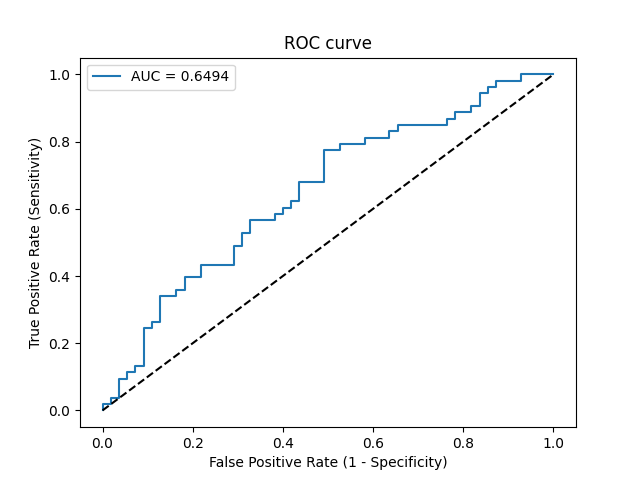 ROC curve
AUC = 0.6494
True Positive Rate (Sensitivity)
1.0
0.8
0.6
0.4
0.2
0.0
0.0 0.2 0.4 0.6 0.8 1.0
False Positive Rate (1 - Specificity)